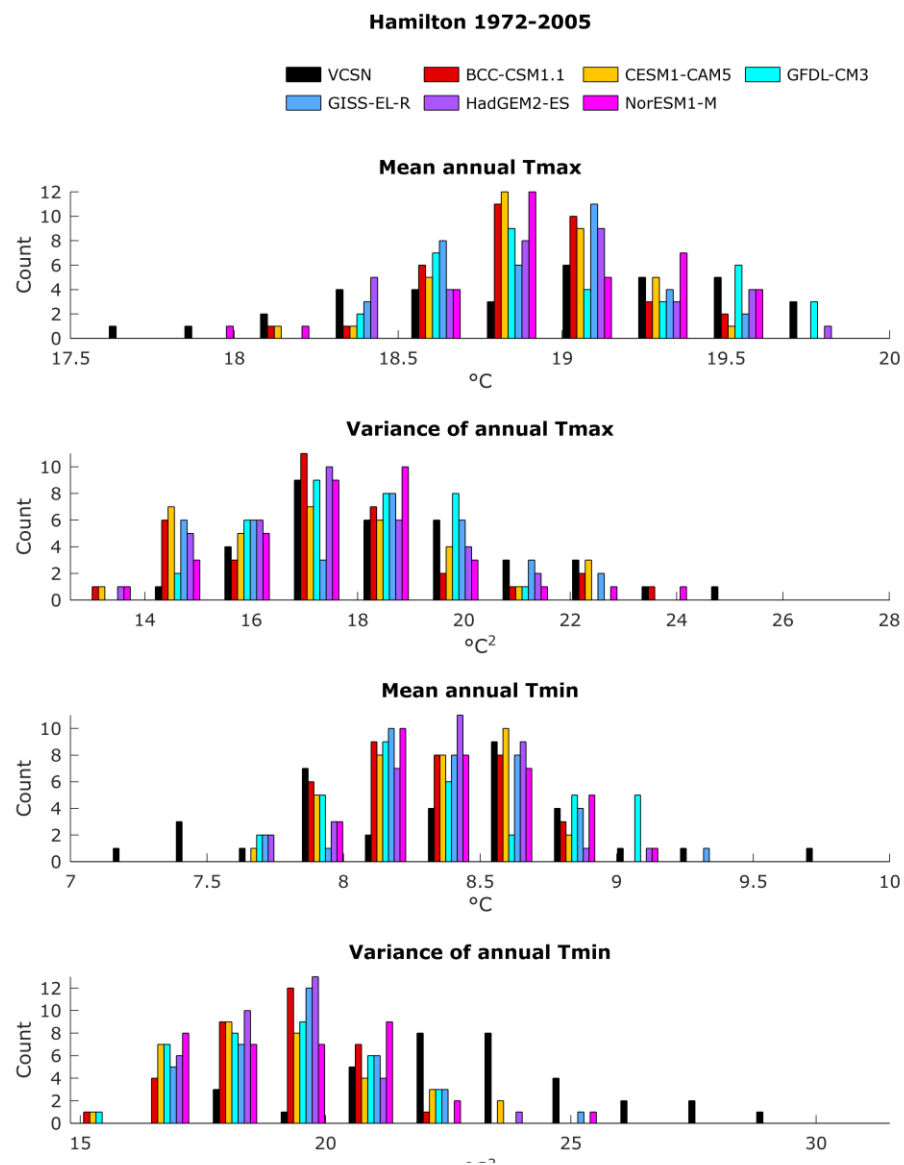 Hamilton 1972-2005
VCSN BCC-CSM1.1 CESM1-CAM5 GFDL-CM3
GISS-EL-R HadGEM2-ES NorESM1-M
Mean annual Tmax
12
10
8
6
4
2
0
Count
17.5 18 18.5 19 19.5 20
°C
Variance of annual Tmax
10
8
6
4
2
0
Count
14 16 18 20 22 24 26 28
°C²
Mean annual Tmin
10
8
6
4
2
0
Count
7 7.5 8 8.5 9 9.5 10
°C
Variance of annual Tmin
12
10
8
6
4
2
0
Count
15 20 25 30